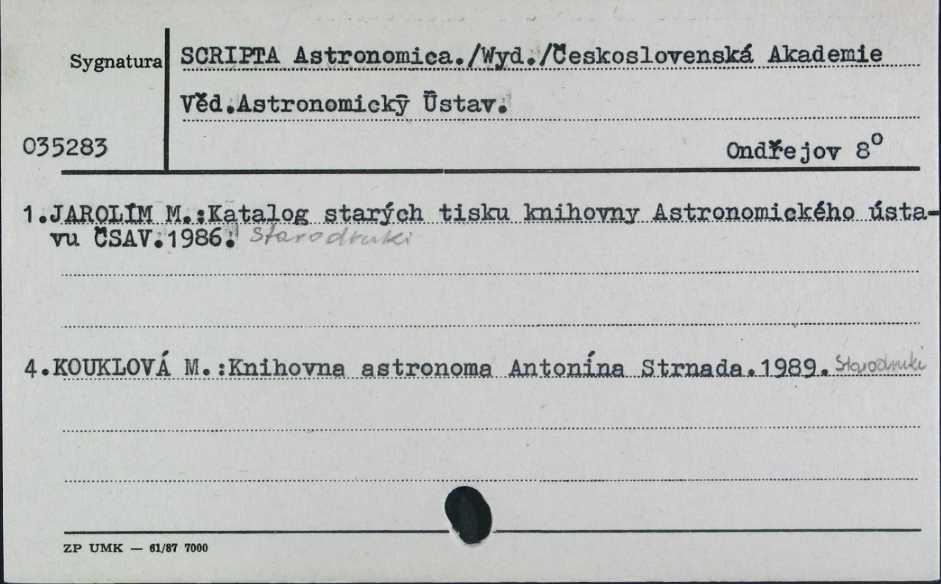 Sygnatura
SCRIPTA Astronomica./Wyd./Československá Akademie
Věd.Astronomický Ústav.
035283
Ondřejov 8⁰
1.JAROLÍM M.:Katalog starých tisku knihovny Astronomického ústa-
vu ČSAV.1986. Starodruki
4.KOUKLOVÁ M.:Knihovna astronoma Antonína Strnada.1989. Starodruki
ZP UMK — 61/87 7000